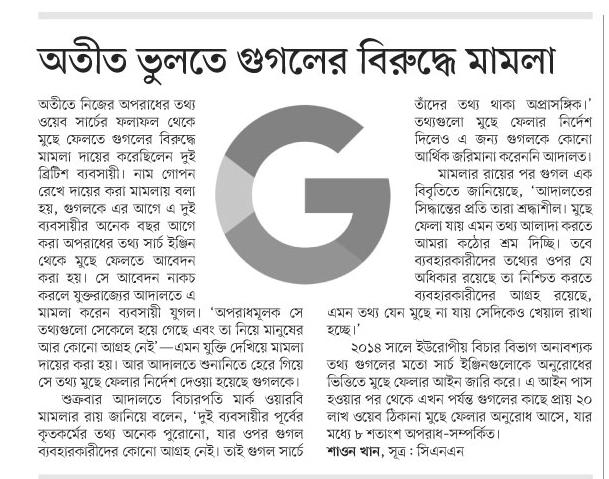 অতীত ভুলতে গুগলের বিরুদ্ধে মামলা
অতীতে নিজের অপরাধের তথ্য
ওয়েব সার্চের ফলাফল থেকে
মুছে ফেলতে গুগলের বিরুদ্ধে
মামলা দায়ের করেছিলেন দুই
ব্রিটিশ ব্যবসায়ী। নাম গোপন
রেখে দায়ের করা মামলায় বলা
হয়, গুগলকে এর আগে এ দুই
ব্যবসায়ীর অনেক বছর আগে
করা অপরাধের তথ্য সার্চ ইঞ্জিন
থেকে মুছে ফেলতে আবেদন
করা হয়। সে আবেদন নাকচ
করলে যুক্তরাজ্যের আদালতে এ
মামলা করেন ব্যবসায়ী যুগল। ‘অপরাধমূলক সে
তথ্যগুলো সেকেলে হয়ে গেছে এবং তা নিয়ে মানুষের
আর কোনো আগ্রহ নেই’—এমন যুক্তি দেখিয়ে মামলা
দায়ের করা হয়। আর আদালতে শুনানিতে হেরে গিয়ে
সে তথ্য মুছে ফেলার নির্দেশ দেওয়া হয়েছে গুগলকে।
শুক্রবার আদালতে বিচারপতি মার্ক ওয়ারবি
মামলার রায় জানিয়ে বলেন, ‘দুই ব্যবসায়ীর পূর্বের
কৃতকর্মের তথ্য অনেক পুরোনো, যার ওপর গুগল
ব্যবহারকারীদের কোনো আগ্রহ নেই। তাই গুগল সার্চে
তাঁদের তথ্য থাকা অপ্রাসঙ্গিক।’
তথ্যগুলো মুছে ফেলার নির্দেশ
দিলেও এ জন্য গুগলকে কোনো
আর্থিক জরিমানা করেননি আদালত।
মামলার রায়ের পর গুগল এক
বিবৃতিতে জানিয়েছে, ‘আদালতের
সিদ্ধান্তের প্রতি তারা শ্রদ্ধাশীল। মুছে
ফেলা যায় এমন তথ্য আলাদা করতে
আমরা কঠোর শ্রম দিচ্ছি। তবে
ব্যবহারকারীদের তথ্যের ওপর যে
অধিকার রয়েছে তা নিশ্চিত করতে
ব্যবহারকারীদের আগ্রহ রয়েছে,
এমন তথ্য যেন মুছে না যায় সেদিকেও খেয়াল রাখা
হচ্ছে।’
২০১৪ সালে ইউরোপীয় বিচার বিভাগ অনাবশ্যক
তথ্য গুগলের মতো সার্চ ইঞ্জিনগুলোকে অনুরোধের
ভিত্তিতে মুছে ফেলার আইন জারি করে। এ আইন পাস
হওয়ার পর থেকে এখন পর্যন্ত গুগলের কাছে প্রায় ২০
লাখ ওয়েব ঠিকানা মুছে ফেলার অনুরোধ আসে, যার
মধ্যে ৮ শতাংশ অপরাধ-সম্পর্কিত।
শাওন খান, সূত্র : সিএনএন